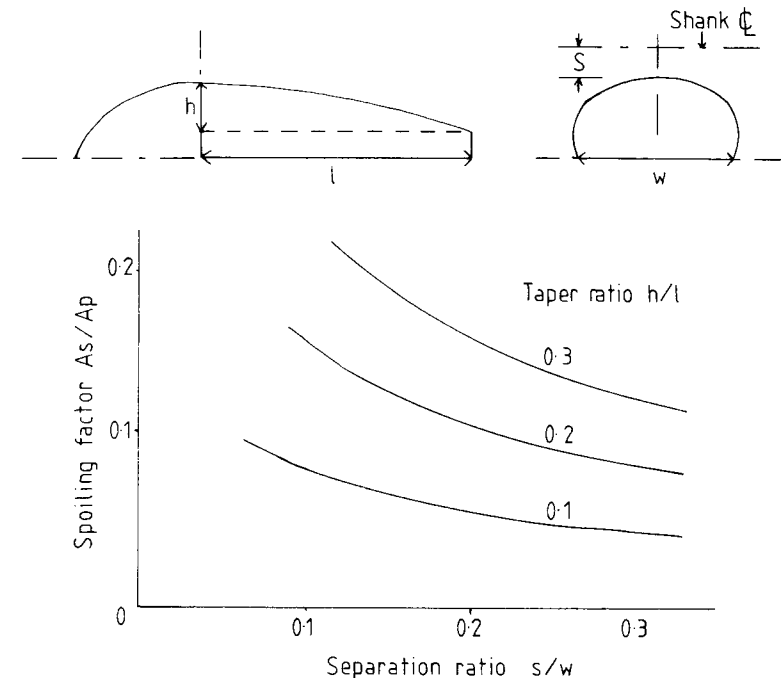 Shank ℄
S
h
l
w
0·2
Taper ratio h/l
0·3
0·2
0·1
0·1
Spoiling factor As/Ap
0
0·1
0·2
0·3
Separation ratio s/w